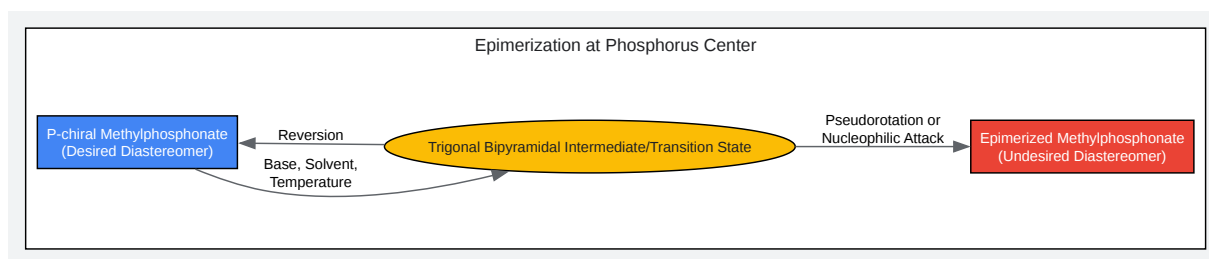 Epimerization at Phosphorus Center
P-chiral Methylphosphonate
(Desired Diastereomer)
Reversion
Base, Solvent,
Temperature
Trigonal Bipyramidal Intermediate/Transition State
Pseudorotation or
Nucleophilic Attack
Epimerized Methylphosphonate
(Undesired Diastereomer)